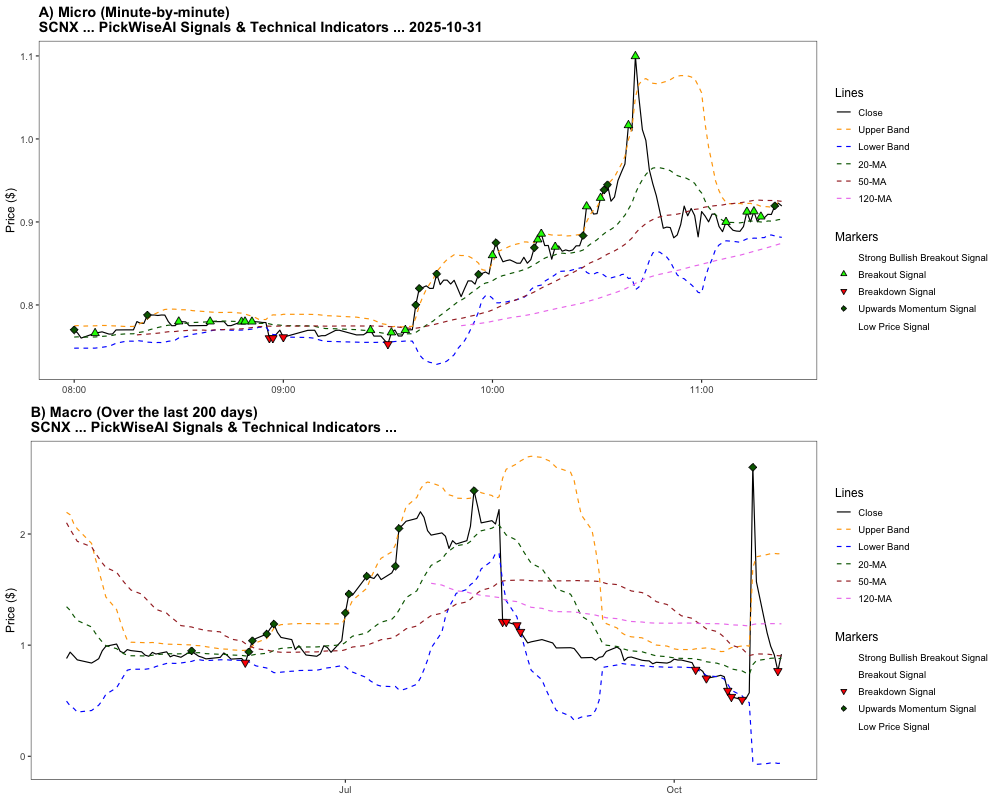 A) Micro (Minute-by-minute)
SCNX ... PickWiseAI Signals & Technical Indicators ... 2025-10-31
1.1
1.0
0.9
0.8
Price ($)
08:00
09:00
10:00
11:00
Lines
Close
Upper Band
Lower Band
20-MA
50-MA
120-MA
Markers
Strong Bullish Breakout Signal
Breakout Signal
Breakdown Signal
Upwards Momentum Signal
Low Price Signal
B) Macro (Over the last 200 days)
SCNX ... PickWiseAI Signals & Technical Indicators ...
2
1
0
Price ($)
Jul
Oct
Lines
Close
Upper Band
Lower Band
20-MA
50-MA
120-MA
Markers
Strong Bullish Breakout Signal
Breakout Signal
Breakdown Signal
Upwards Momentum Signal
Low Price Signal